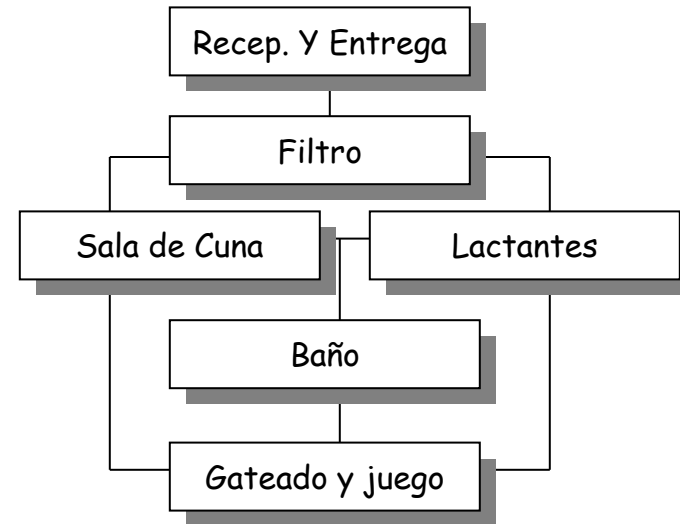 Recep. Y Entrega
Filtro
Sala de Cuna
Lactantes
Baño
Gateado y juego